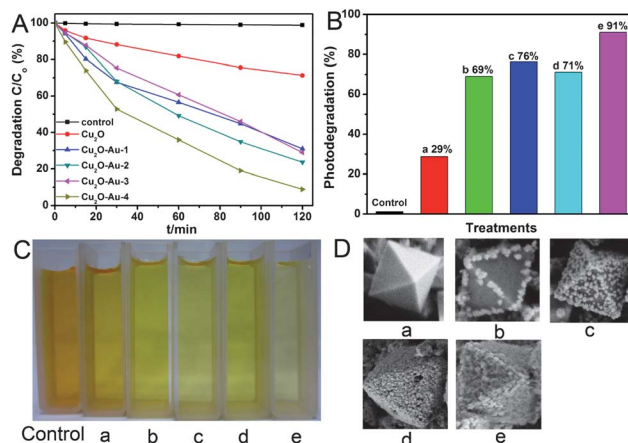 A
Degradation C/Co (%)
100
80
60
40
20
0
control
Cu2O
Cu2O-Au-1
Cu2O-Au-2
Cu2O-Au-3
Cu2O-Au-4
0 20 40 60 80 100 120
t/min
B
Photodegradation (%)
100
80
60
40
20
0
Control
a 29%
b 69%
c 76%
d 71%
e 91%
Treatments
C
Control a b c d e
D
a b c
d e